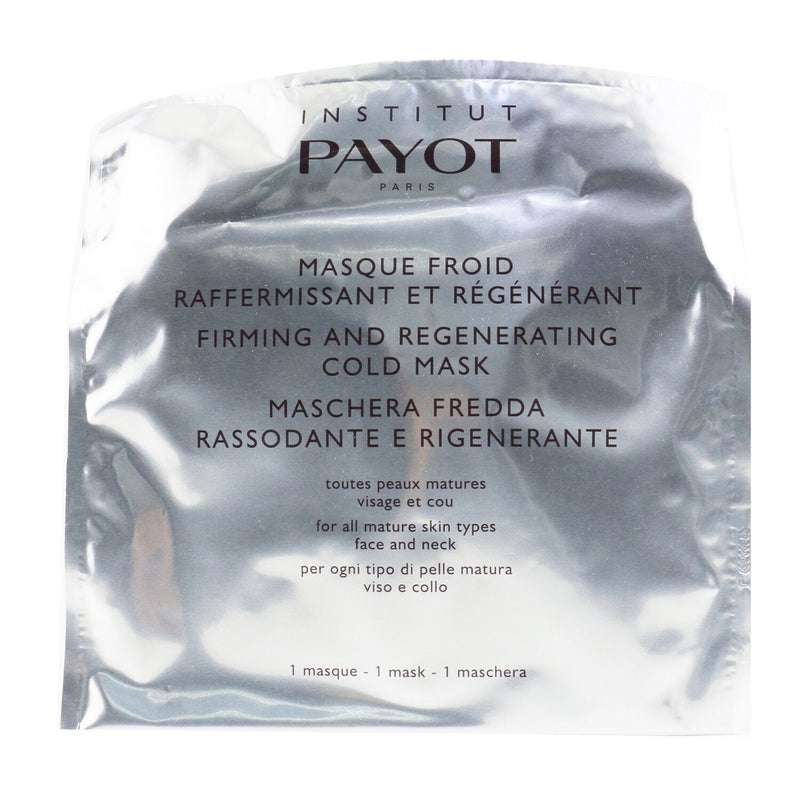 INSTITUT
PAYOT
PARIS
MASQUE FROID
RAFFERMISSANT ET RÉGÉNÉRANT
FIRMING AND REGENERATING
COLD MASK
MASCHERA FREDDA
RASSODANTE E RIGENERANTE
toutes peaux matures
visage et cou
for all mature skin types
face and neck
per ogni tipo di pelle matura
viso e collo
1 masque - 1 mask - 1 maschera